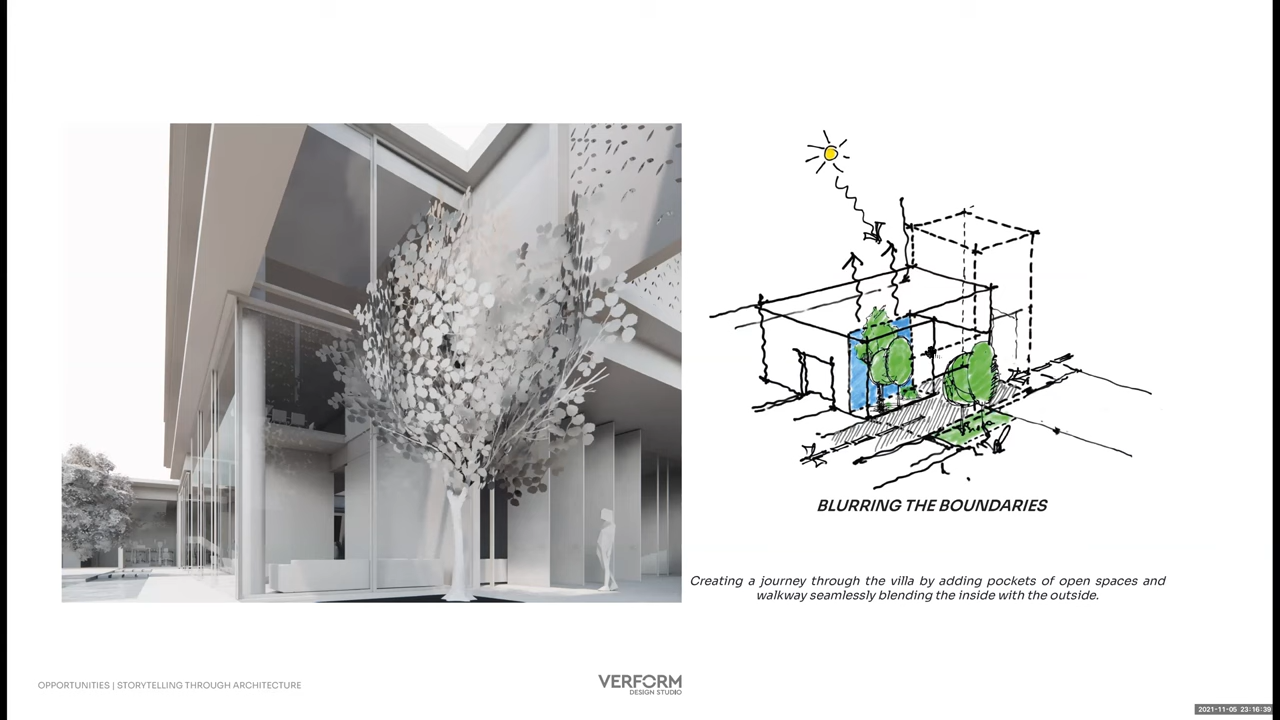 BLURRING THE BOUNDARIES
Creating a journey through the villa by adding pockets of open spaces and
walkway seamlessly blending the inside with the outside.
OPPORTUNITIES | STORYTELLING THROUGH ARCHITECTURE
VERFORM
DESIGN STUDIO
2021-11-05 23:16:39